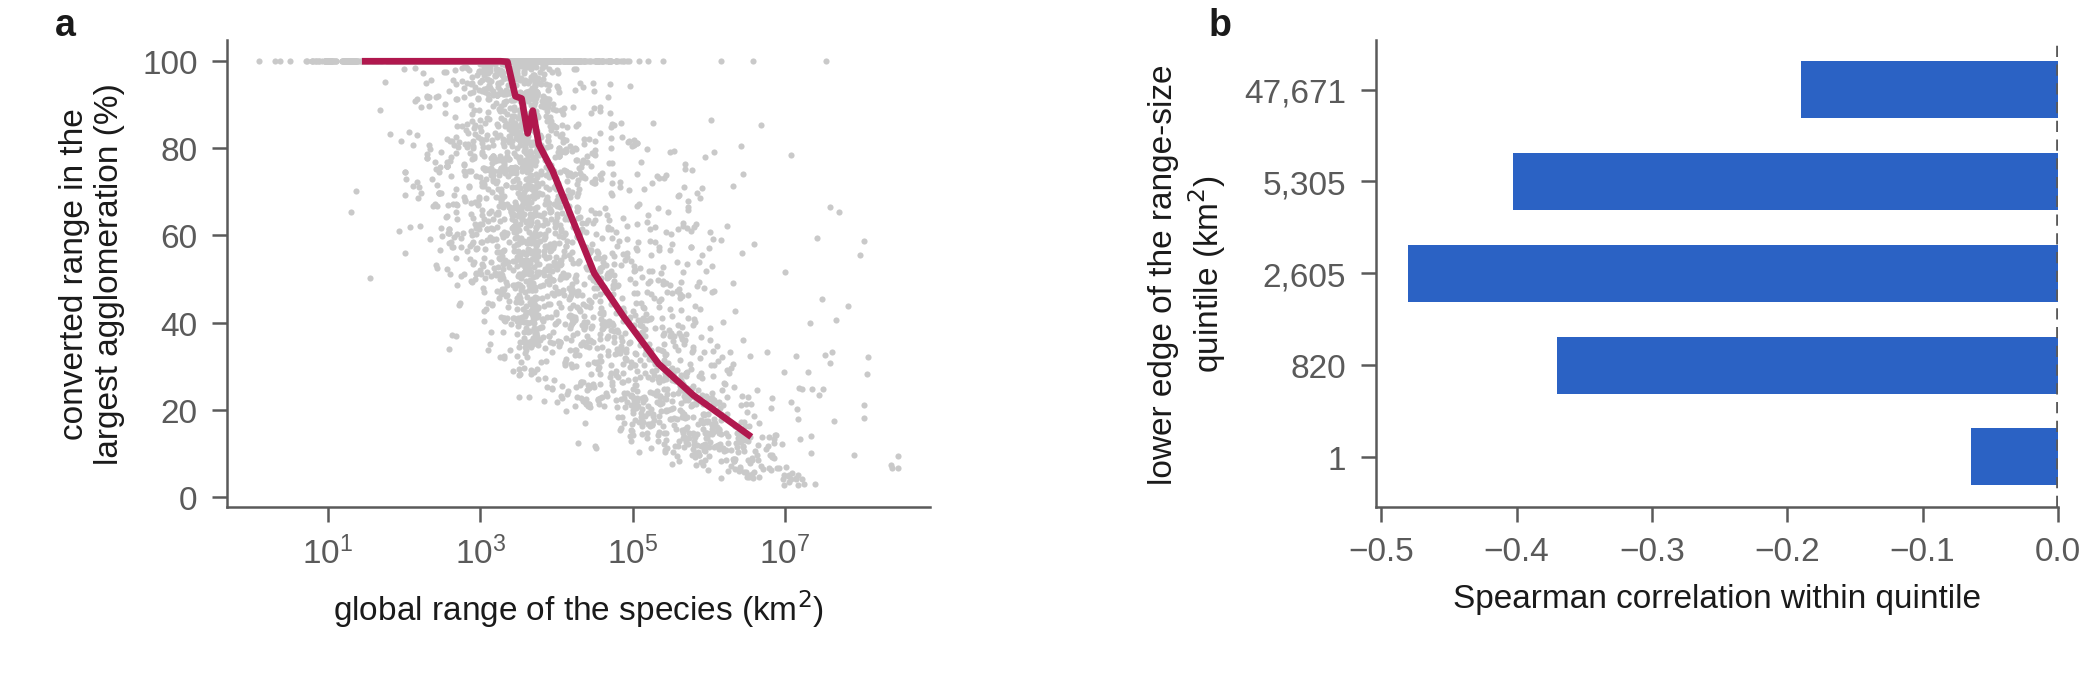 a
converted range in the
largest agglomeration (%)
100
80
60
40
20
0
10¹
10³
10⁵
10⁷
global range of the species (km²)
b
lower edge of the range-size
quintile (km²)
47,671
5,305
2,605
820
1
−0.5
−0.4
−0.3
−0.2
−0.1
0.0
Spearman correlation within quintile